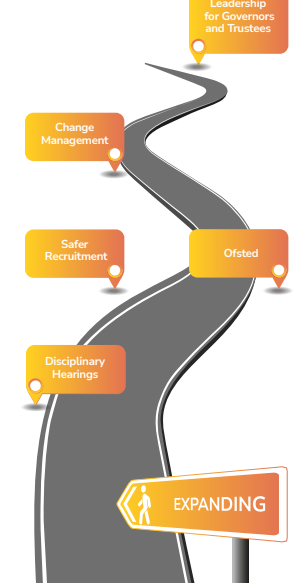 Leadership
for Governors
and Trustees
Change
Management
Safer
Recruitment
Ofsted
Disciplinary
Hearings
EXPANDING